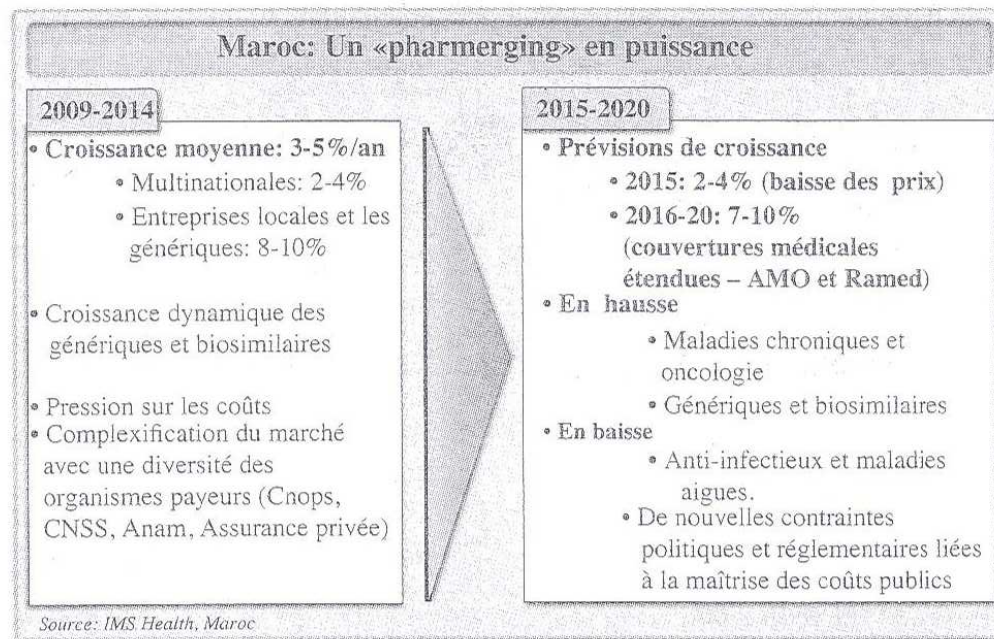 Maroc: Un «pharmerging» en puissance
2009-2014
• Croissance moyenne: 3-5%/an
• Multinationales: 2-4%
• Entreprises locales et les
génériques: 8-10%
• Croissance dynamique des
génériques et biosimilaires
• Pression sur les coûts
• Complexification du marché
avec une diversité des
organismes payeurs (Cnops,
CNSS, Anam, Assurance privée)
2015-2020
• Prévisions de croissance
• 2015: 2-4% (baisse des prix)
• 2016-20: 7-10%
(couvertures médicales
étendues – AMO et Ramed)
• En hausse
• Maladies chroniques et
oncologie
• Génériques et biosimilaires
• En baisse
• Anti-infectieux et maladies
aigues.
• De nouvelles contraintes
politiques et réglementaires liées
à la maîtrise des coûts publics
Source: IMS Health, Maroc